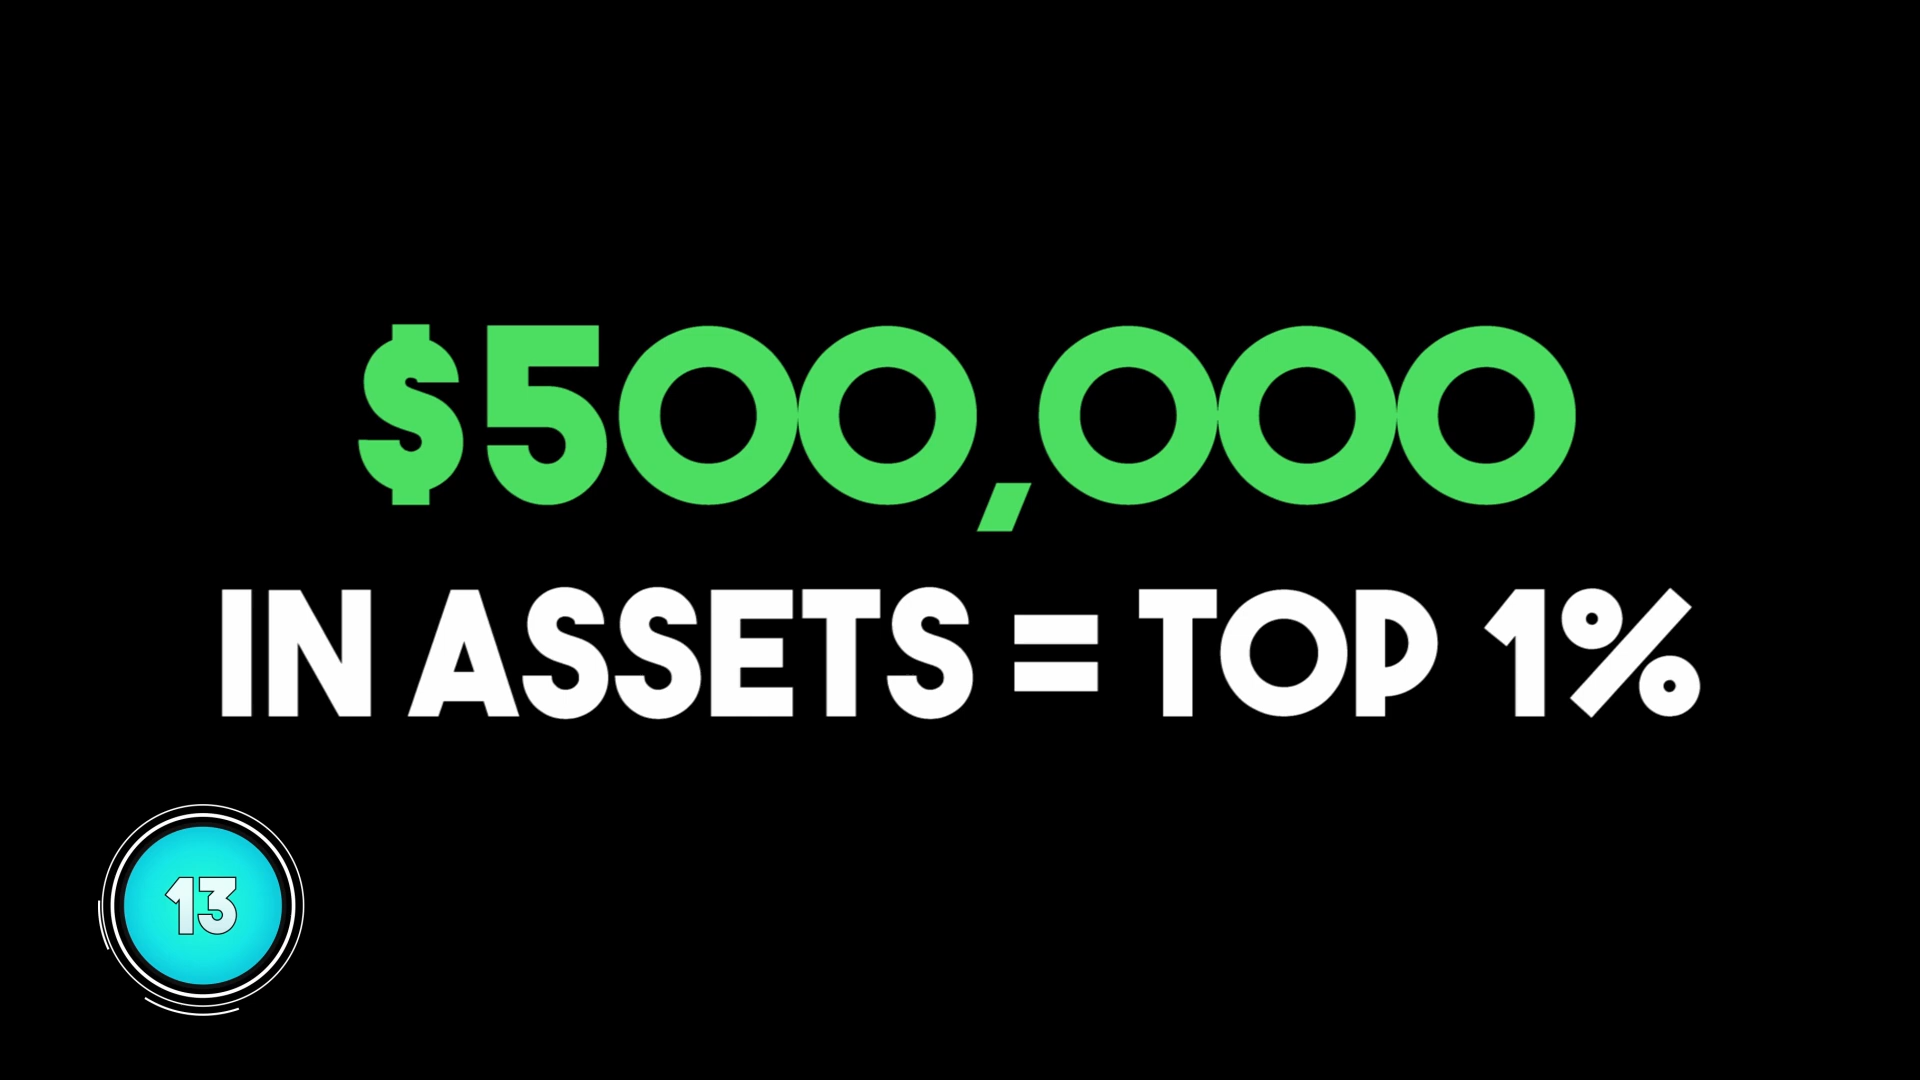 $500,000
IN ASSETS = TOP 1%
13